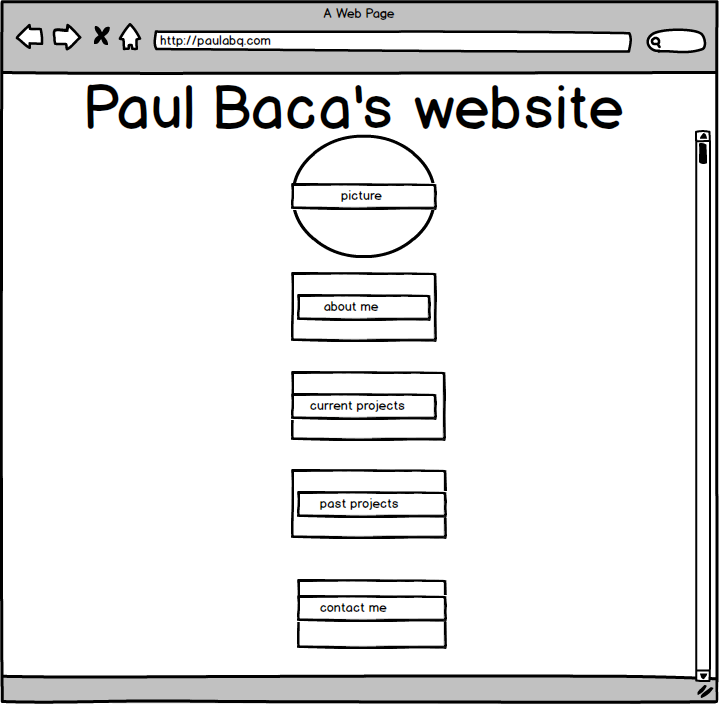 A Web Page
http://paulabq.com
Paul Baca's website
picture
about me
current projects
past projects
contact me